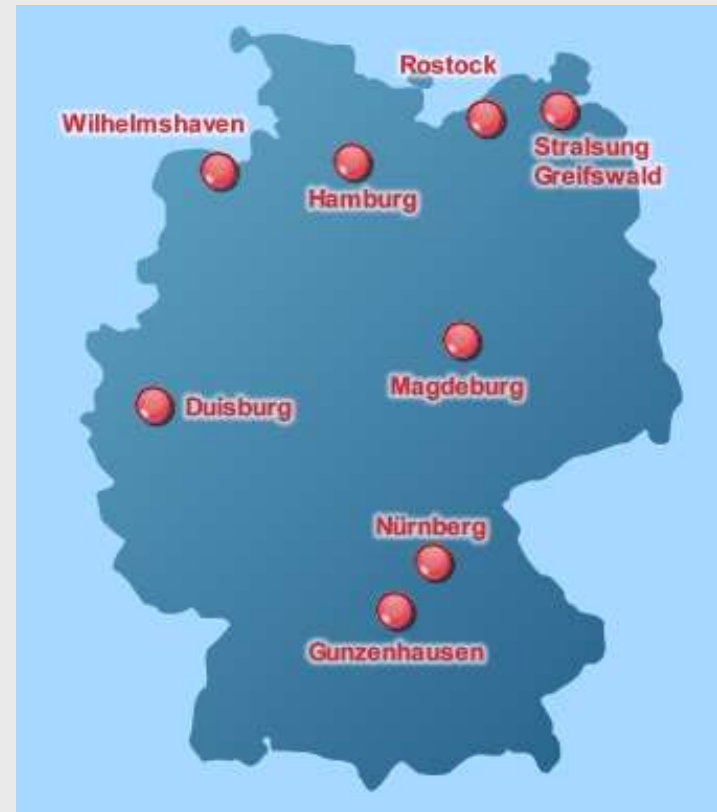 Rostock
Wilhelmshaven
Stralsung
Greifswald
Hamburg
Magdeburg
Duisburg
Nürnberg
Gunzenhausen